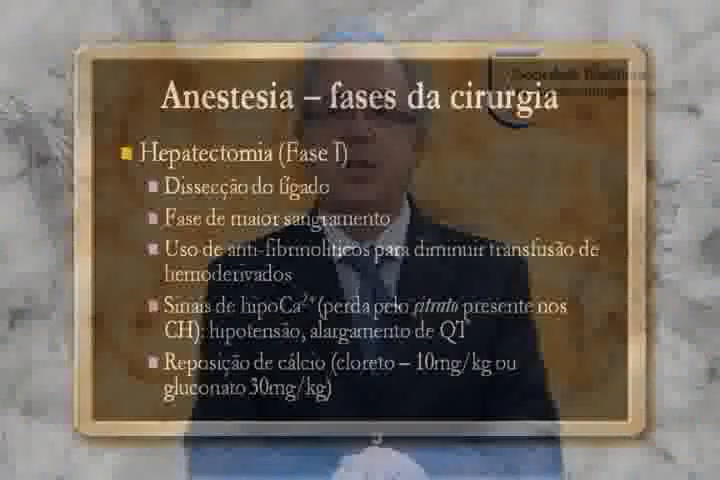 Anestesia – fases da cirurgia
Hepatectomia (Fase I)
Dissecção do fígado
Fase de maior sangramento
Uso de anti-fibrinolíticos para diminuir transfusão de
hemoderivados
Sinais de hipoCa²⁺ (perda pelo citrato presente nos
CH): hipotensão, alargamento de QT
Reposição de cálcio (cloreto – 10mg/kg ou
gluconato 30mg/kg)